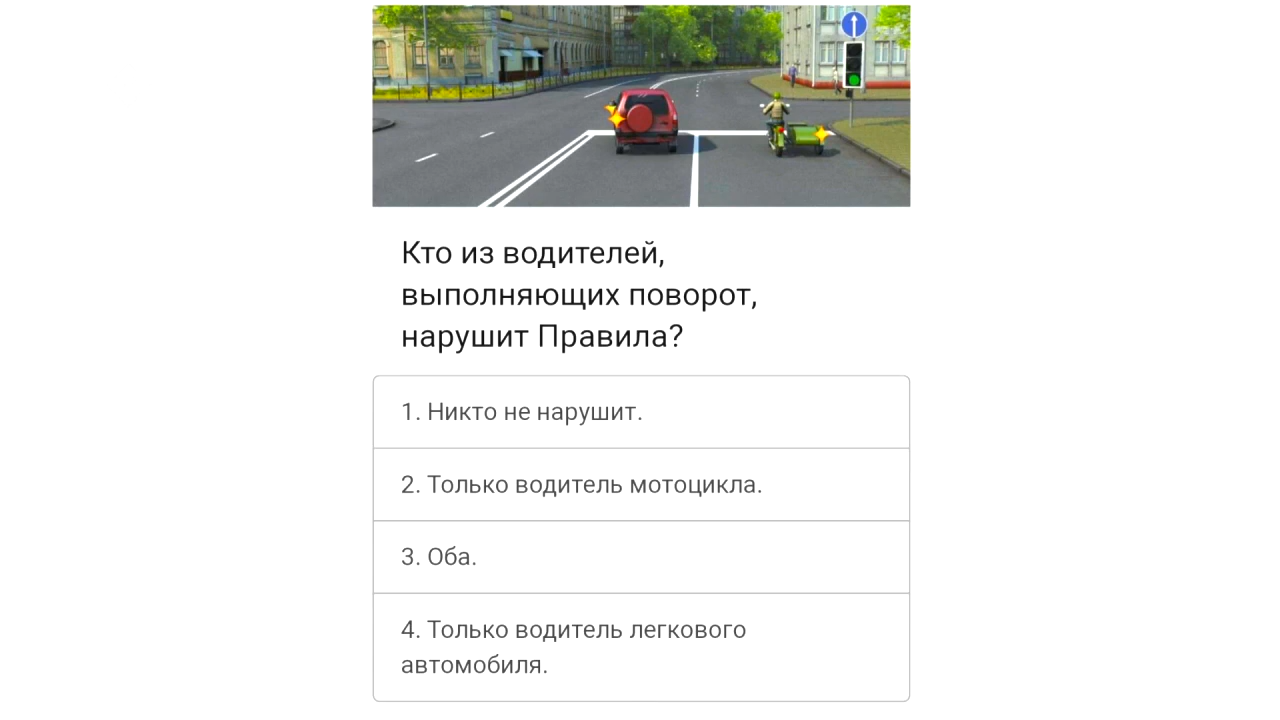 Кто из водителей,
выполняющих поворот,
нарушит Правила?
1. Никто не нарушит.
2. Только водитель мотоцикла.
3. Оба.
4. Только водитель легкового
автомобиля.